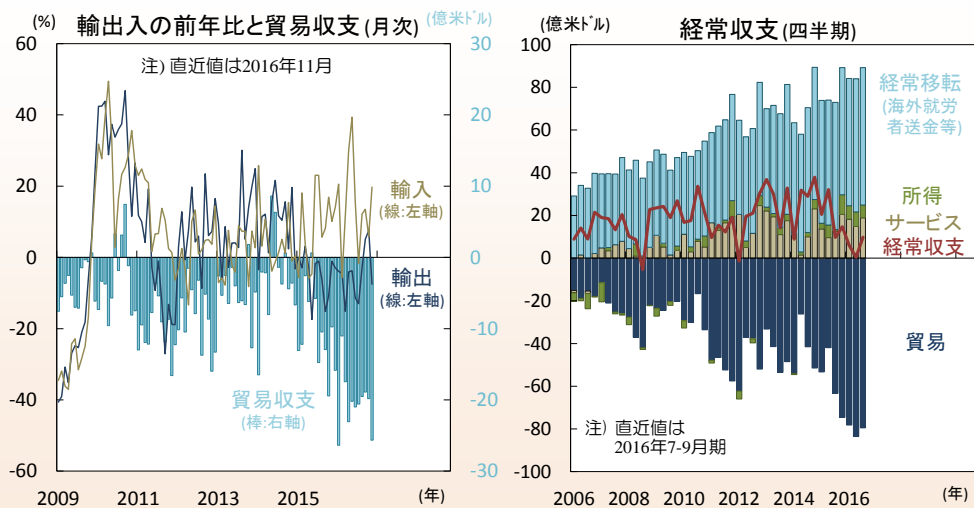 輸出入の前年比と貿易収支(月次)
(%)
(億米ドル)
60
40
20
0
-20
-40
-60
30
20
10
0
-10
-20
-30
注) 直近値は2016年11月
輸入
(線:左軸)
輸出
(線:左軸)
貿易収支
(棒:右軸)
2009
2011
2013
2015
(年)
経常収支(四半期)
(億米ドル)
100
80
60
40
20
0
-20
-40
-60
-80
-100
経常移転
(海外就労
者送金等)
所得
サービス
経常収支
貿易
注) 直近値は
2016年7-9月期
2006
2008
2010
2012
2014
2016
(年)